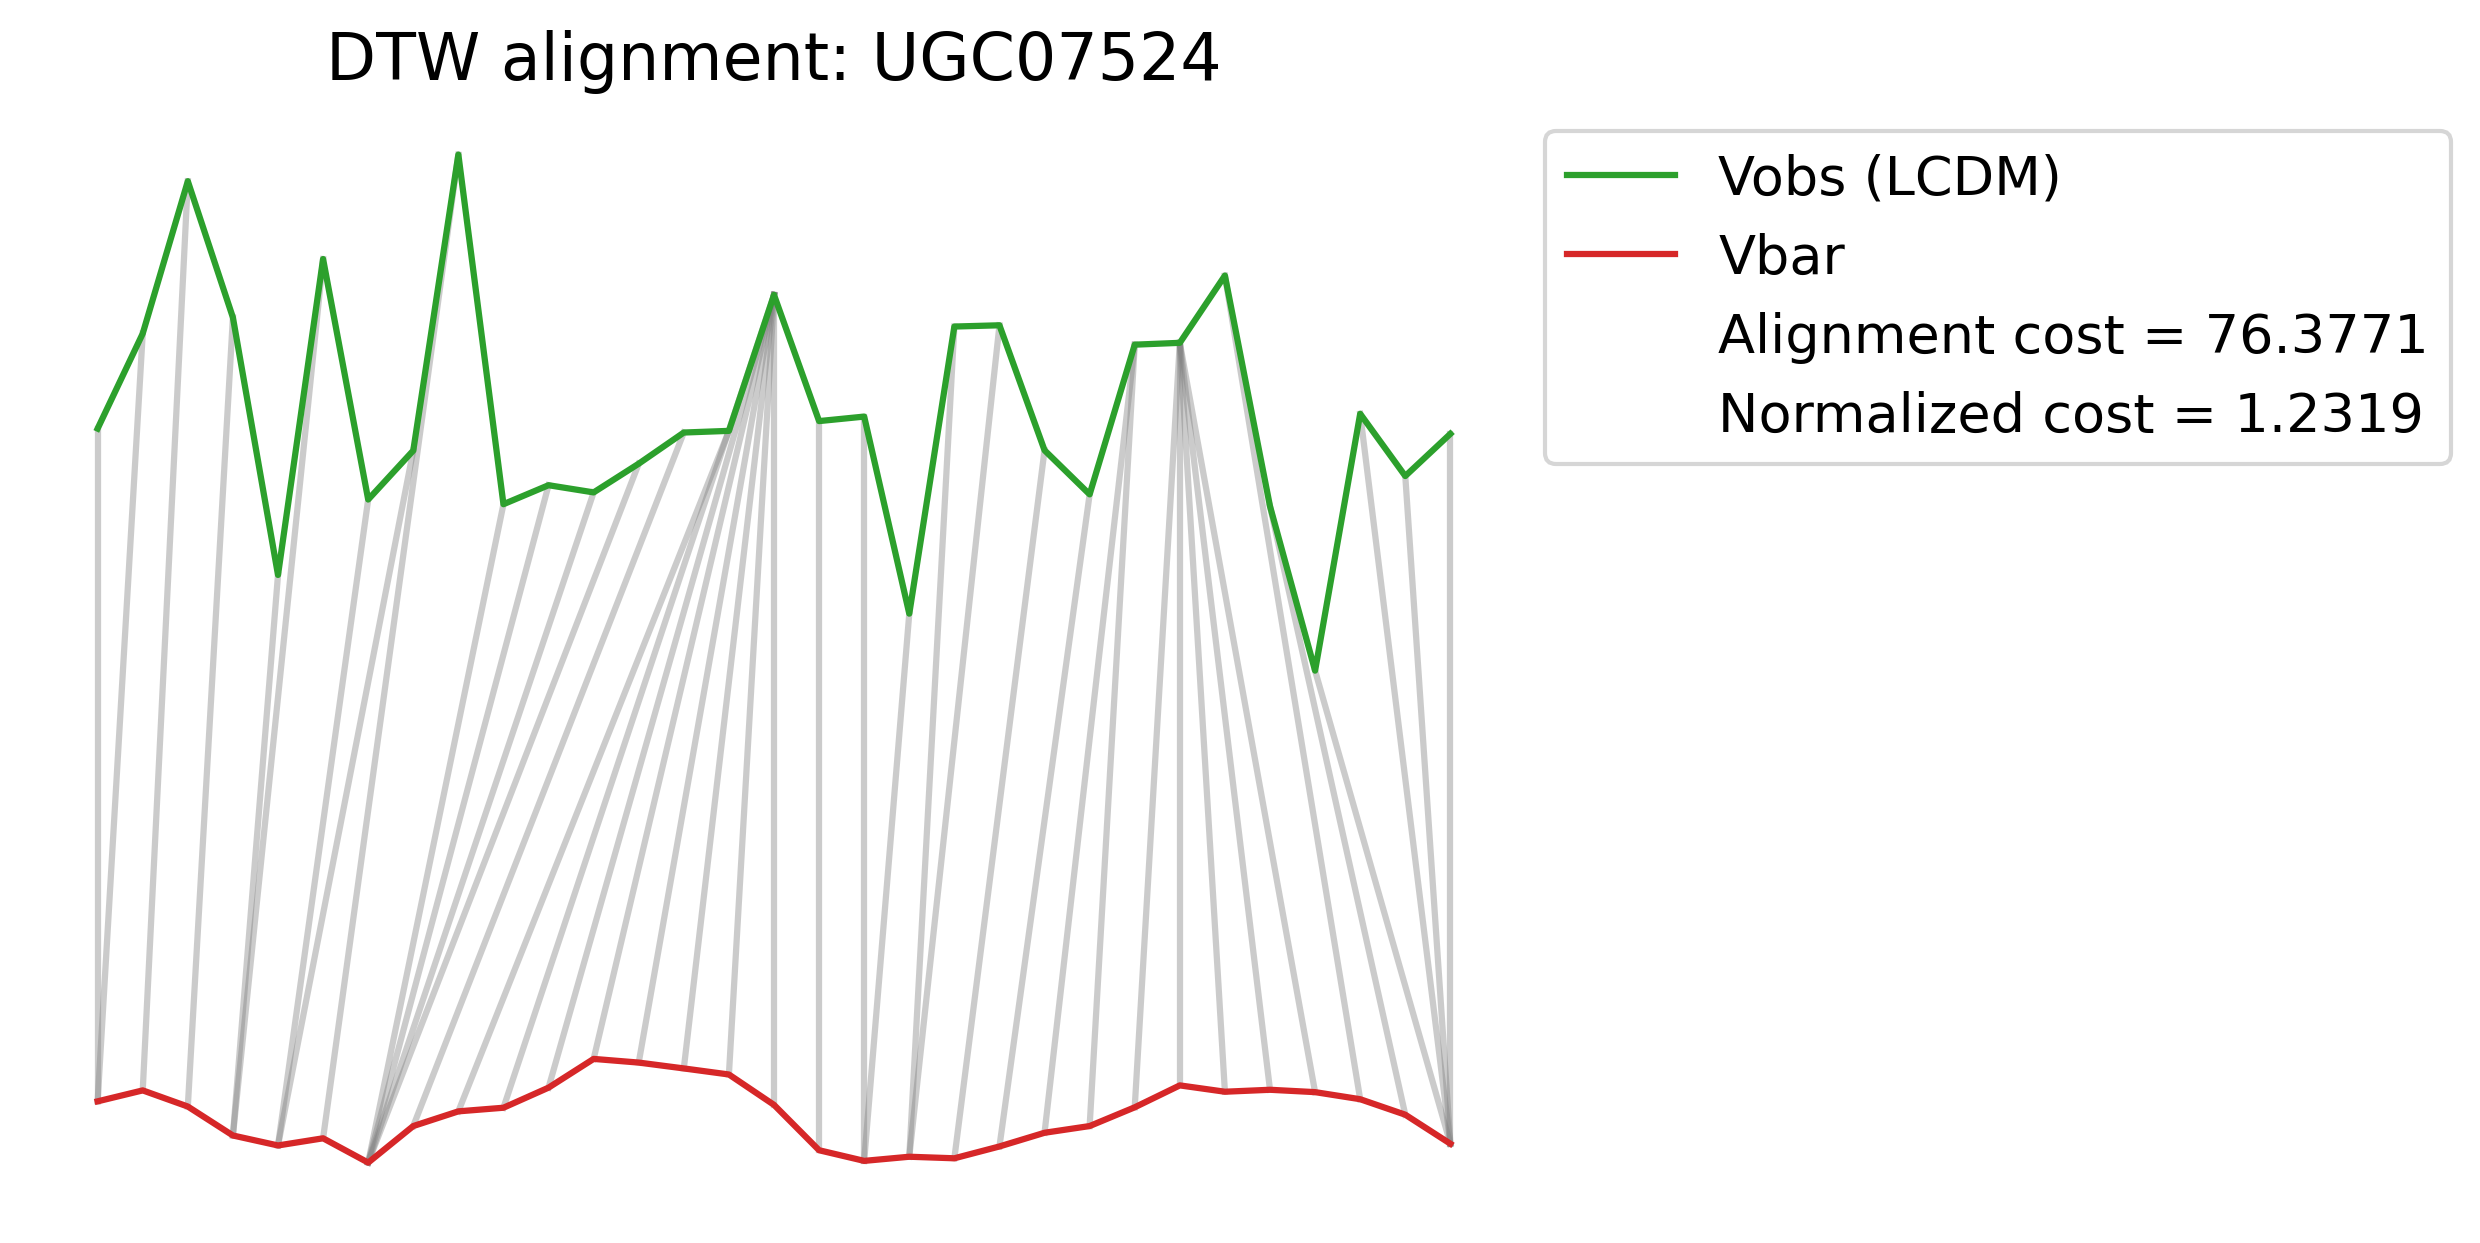 DTW alignment: UGC07524
Vobs (LCDM)
Vbar
Alignment cost = 76.3771
Normalized cost = 1.2319